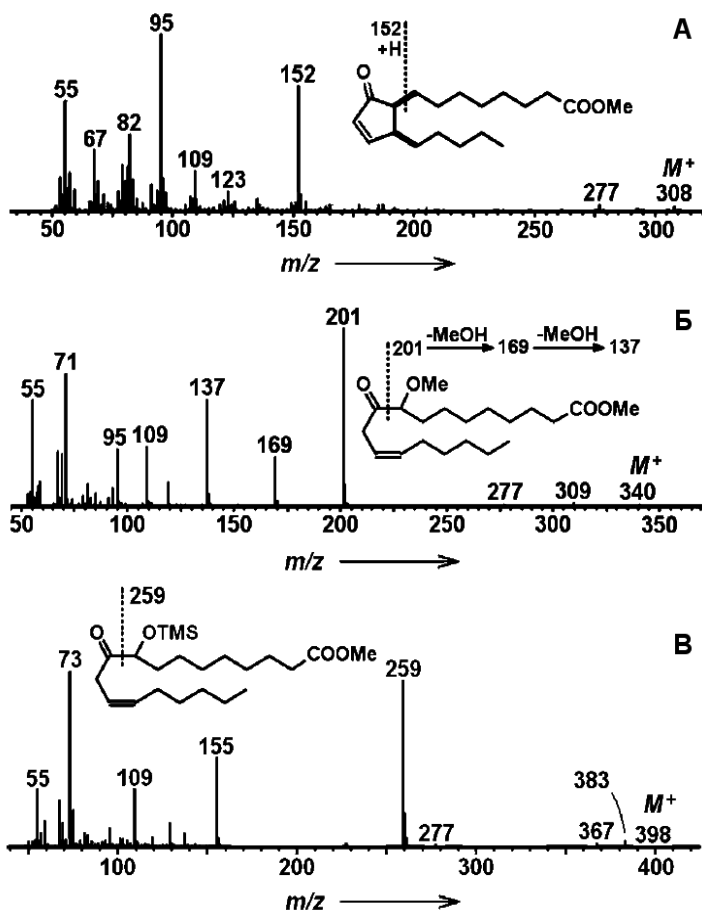 95
152
+H
A
O
COOMe
55
152
82
67
109
123
M+
277
308
50
100
150
200
250
300
m/z
201
Б
201 -MeOH 169 -MeOH 137
O
OMe
COOMe
71
55
137
95
109
169
M+
277
309
340
50
100
150
200
250
300
350
m/z
259
O
OTMS
COOMe
В
73
259
155
55
109
383
M+
277
367
398
100
200
300
400
m/z